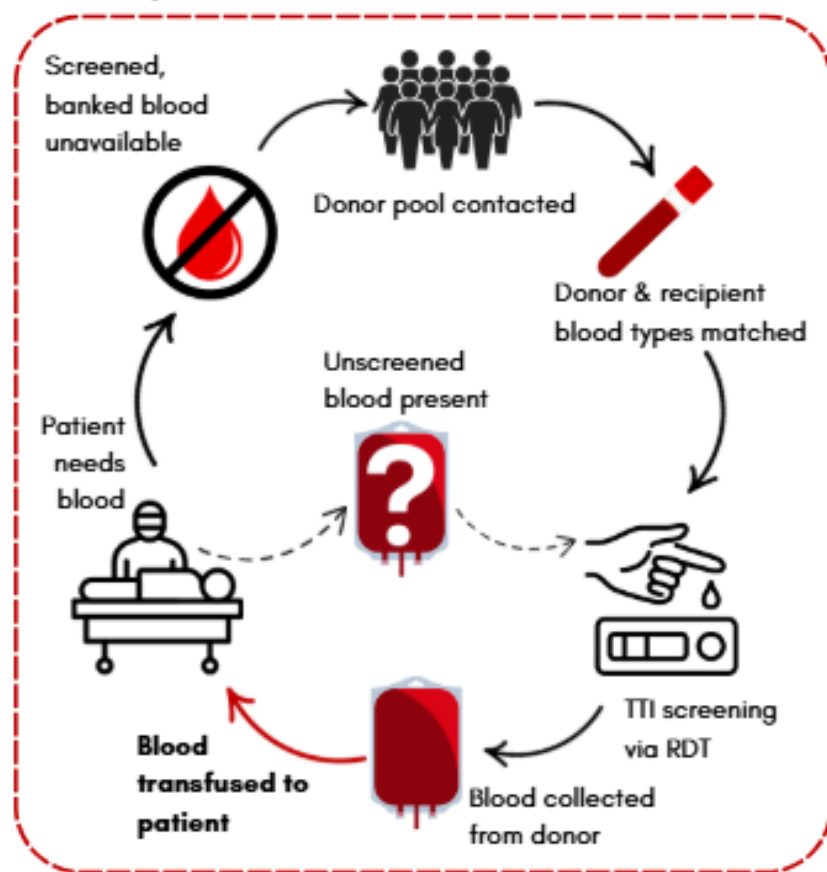 Screened,
banked blood
unavailable
Donor pool contacted
Donor & recipient
blood types matched
Unscreened
blood present
?
Patient
needs
blood
TTI screening
via RDT
Blood collected
from donor
Blood
transfused to
patient